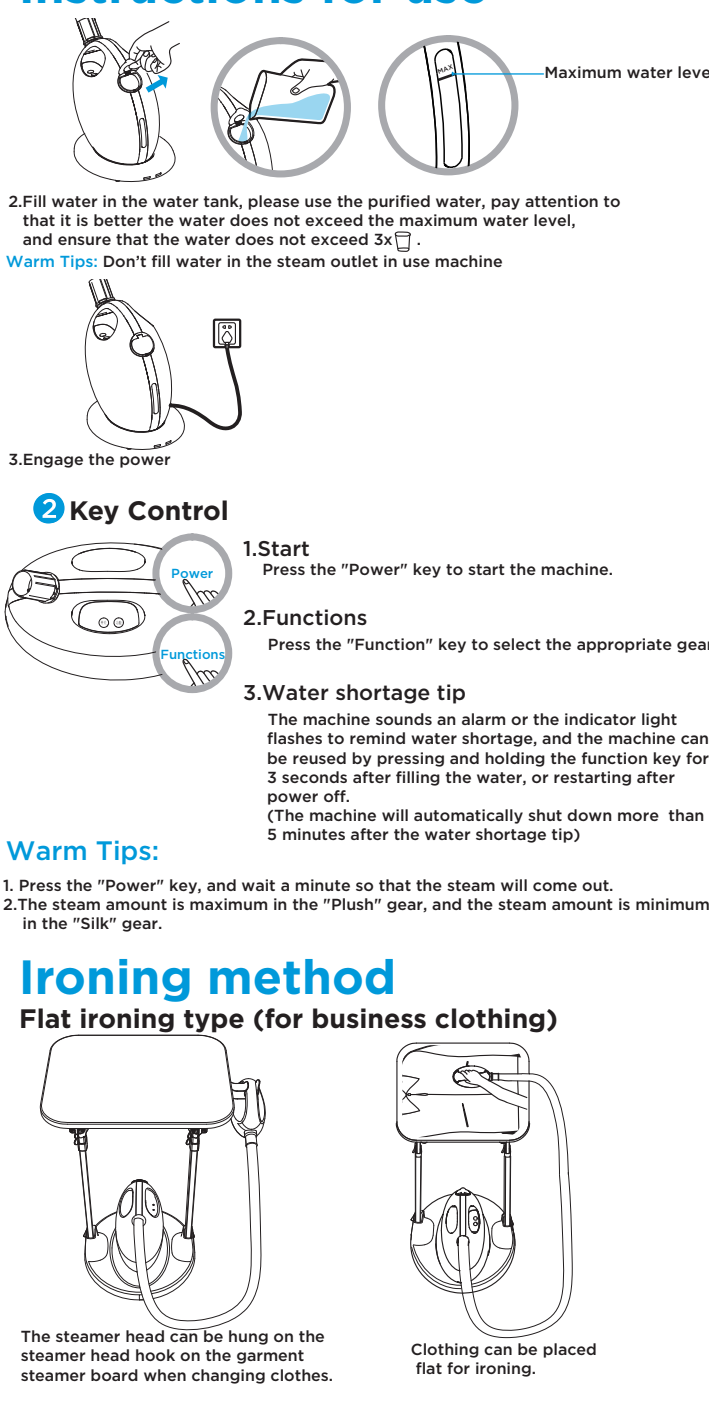 Instructions for use
MAX
Maximum water leve
2.Fill water in the water tank, please use the purified water, pay attention to
that it is better the water does not exceed the maximum water level,
and ensure that the water does not exceed 3x .
Warm Tips: Don't fill water in the steam outlet in use machine
3.Engage the power
2 Key Control
Power
Functions
1.Start
Press the "Power" key to start the machine.
2.Functions
Press the "Function" key to select the appropriate gear
3.Water shortage tip
The machine sounds an alarm or the indicator light
flashes to remind water shortage, and the machine can
be reused by pressing and holding the function key for
3 seconds after filling the water, or restarting after
power off.
(The machine will automatically shut down more than
5 minutes after the water shortage tip)
Warm Tips:
1. Press the "Power" key, and wait a minute so that the steam will come out.
2.The steam amount is maximum in the "Plush" gear, and the steam amount is minimum
in the "Silk" gear.
Ironing method
Flat ironing type (for business clothing)
The steamer head can be hung on the
steamer head hook on the garment
steamer board when changing clothes.
Clothing can be placed
flat for ironing.